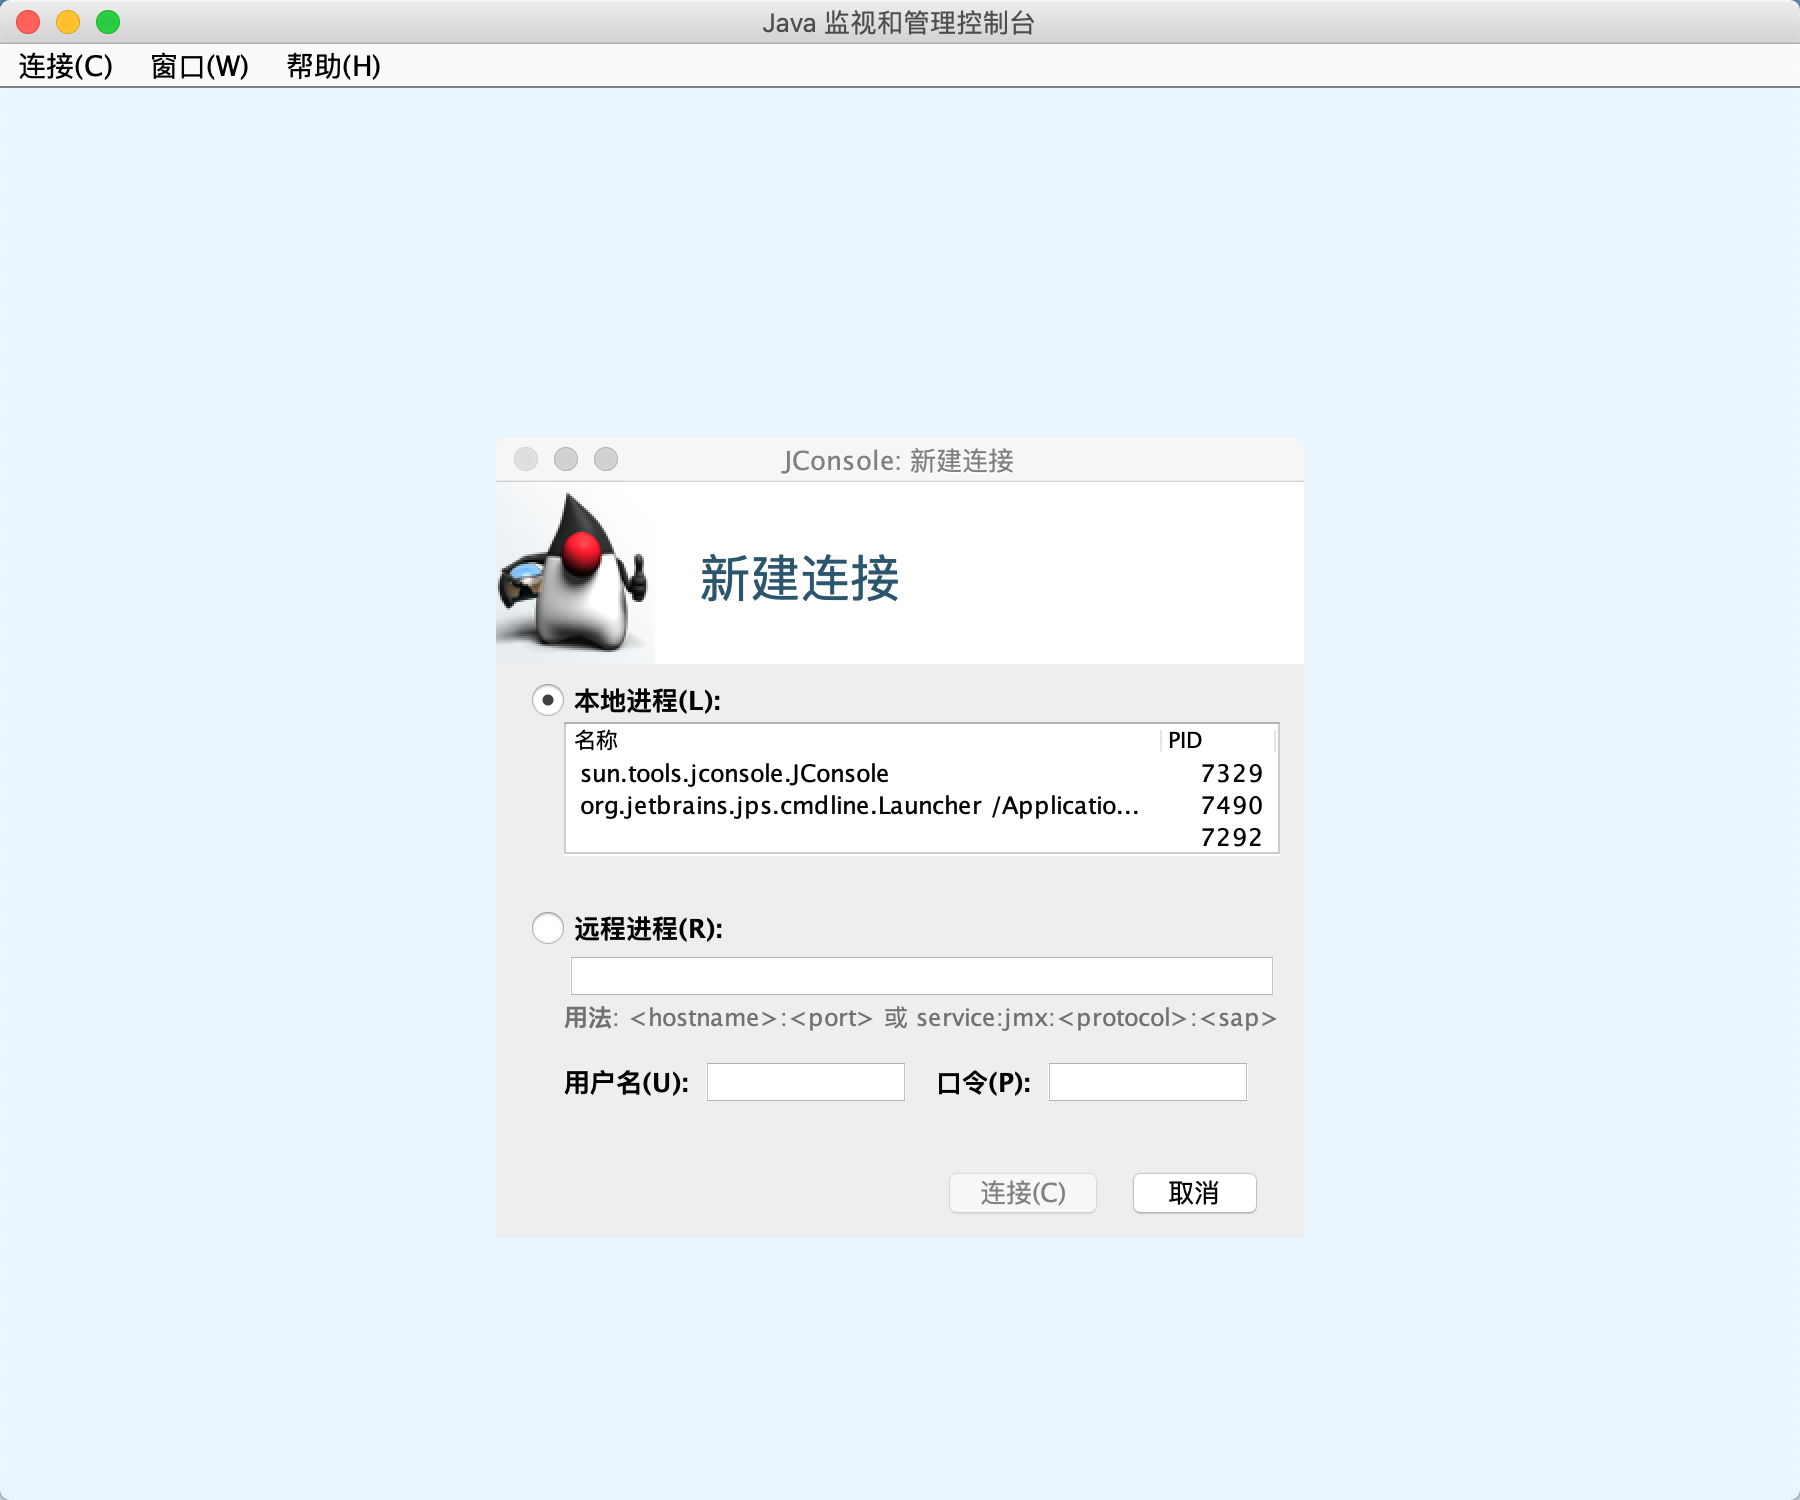 Java 监视和管理控制台
连接(C) 窗口(W) 帮助(H)
JConsole: 新建连接
新建连接
本地进程(L):
名称 PID
sun.tools.jconsole.JConsole 7329
org.jetbrains.jps.cmdline.Launcher /Applicatio... 7490
7292
远程进程(R):
用法: <hostname>:<port> 或 service:jmx:<protocol>:<sap>
用户名(U): 口令(P):
连接(C) 取消